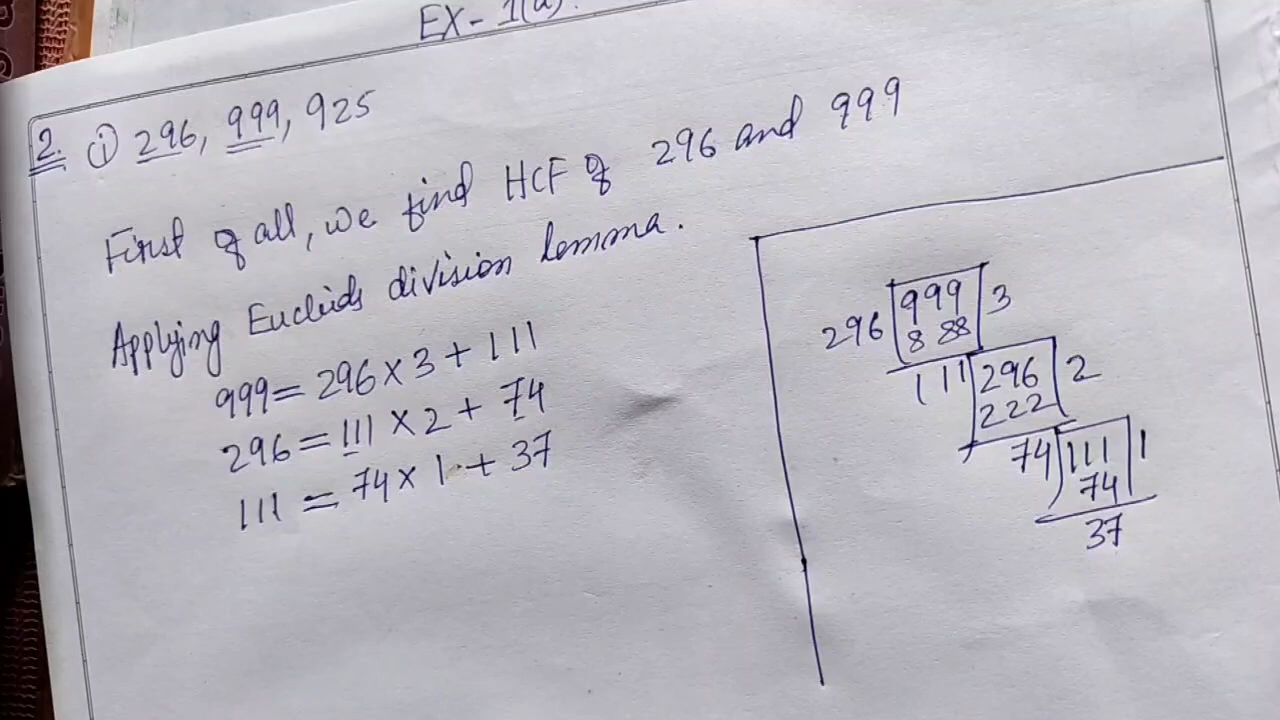 EX - 1(a).
2. (i) 296, 999, 925
First of all, we find HCF of 296 and 999
Applying Euclids division lemma.
999 = 296 × 3 + 111
296 = 111 × 2 + 74
111 = 74 × 1 + 37
296 999 3
888
111 296 2
222
74 111 1
74
37